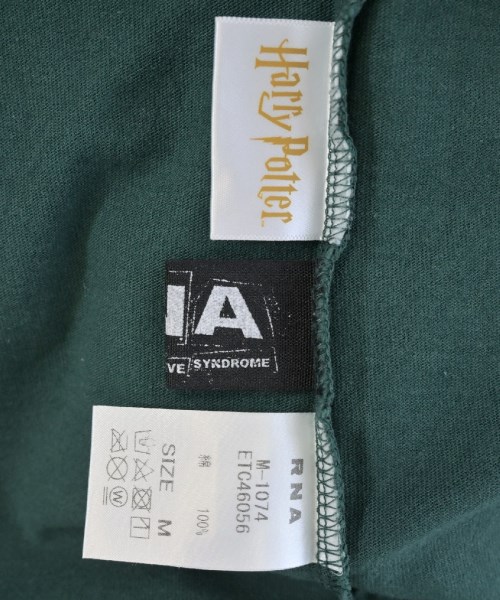 Harry Potter
NA
VE SYNDROME
RNA
M-1074
ETC46056
綿 100%
SIZE M
W